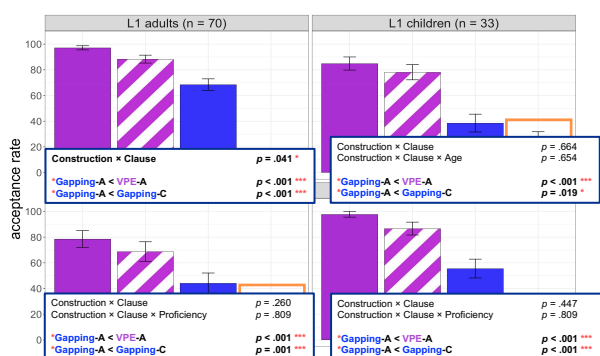 L1 adults (n = 70)
L1 children (n = 33)
acceptance rate
100
80
60
40
20
0
Construction × Clause p = .041 *
*Gapping-A < VPE-A p < .001 ***
*Gapping-A < Gapping-C p < .001 ***
Construction × Clause p = .664
Construction × Clause × Age p = .654
*Gapping-A < VPE-A p < .001 ***
*Gapping-A < Gapping-C p = .019 *
100
80
60
40
20
0
Construction × Clause p = .260
Construction × Clause × Proficiency p = .809
*Gapping-A < VPE-A p < .001 ***
*Gapping-A < Gapping-C p = .001 ***
Construction × Clause p = .447
Construction × Clause × Proficiency p = .809
*Gapping-A < VPE-A p < .001 ***
*Gapping-A < Gapping-C p < .001 ***